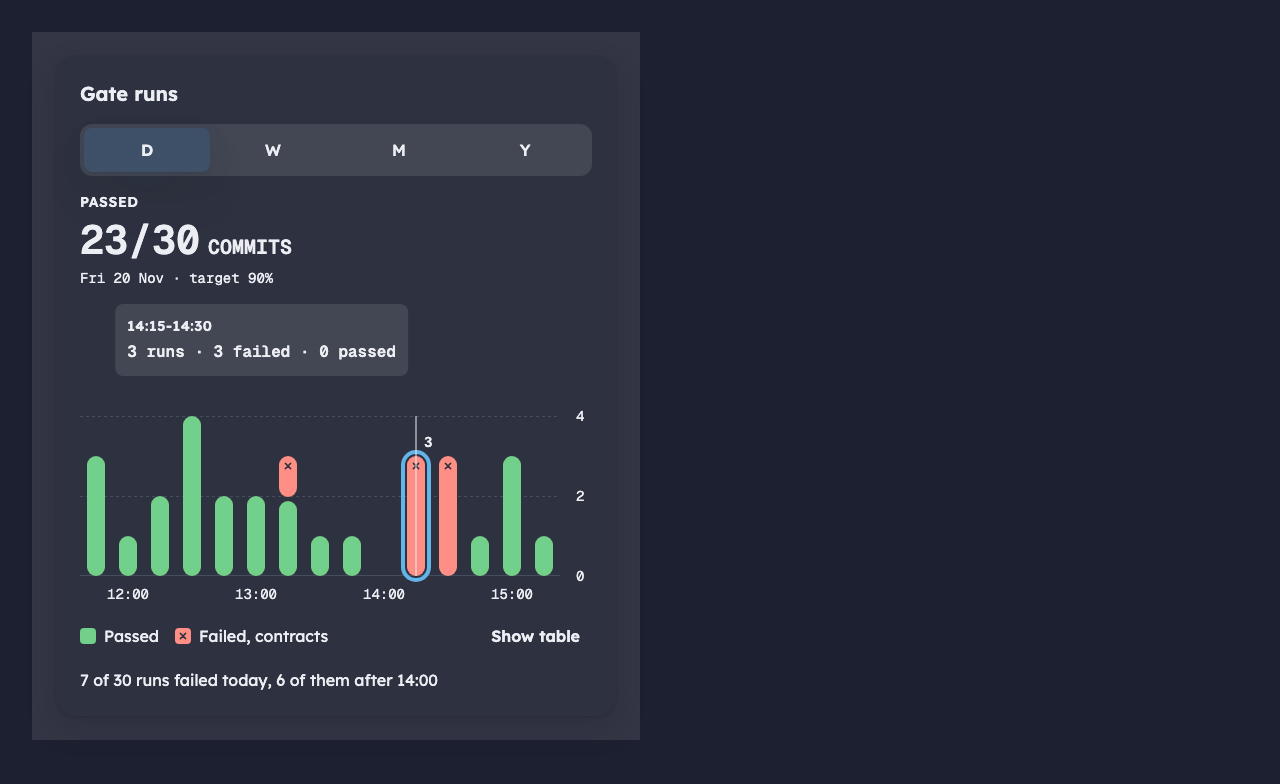 Gate runs
D W M Y
PASSED
23/30 COMMITS
Fri 20 Nov · target 90%
14:15-14:30
3 runs · 3 failed · 0 passed
4
3
× × ×
2
0
12:00 13:00 14:00 15:00
Passed × Failed, contracts Show table
7 of 30 runs failed today, 6 of them after 14:00